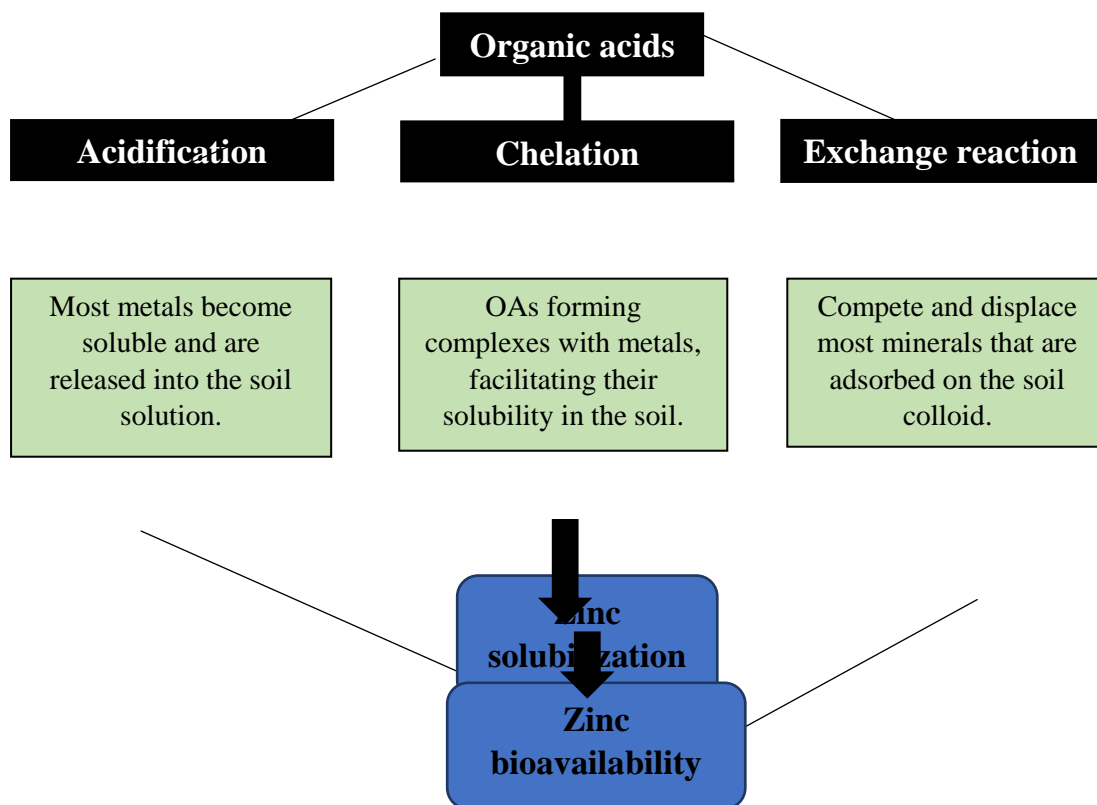 Organic acids
Acidification
Chelation
Exchange reaction
Most metals become
soluble and are
released into the soil
solution.
OAs forming
complexes with metals,
facilitating their
solubility in the soil.
Compete and displace
most minerals that are
adsorbed on the soil
colloid.
Zinc
solubilization
Zinc
bioavailability